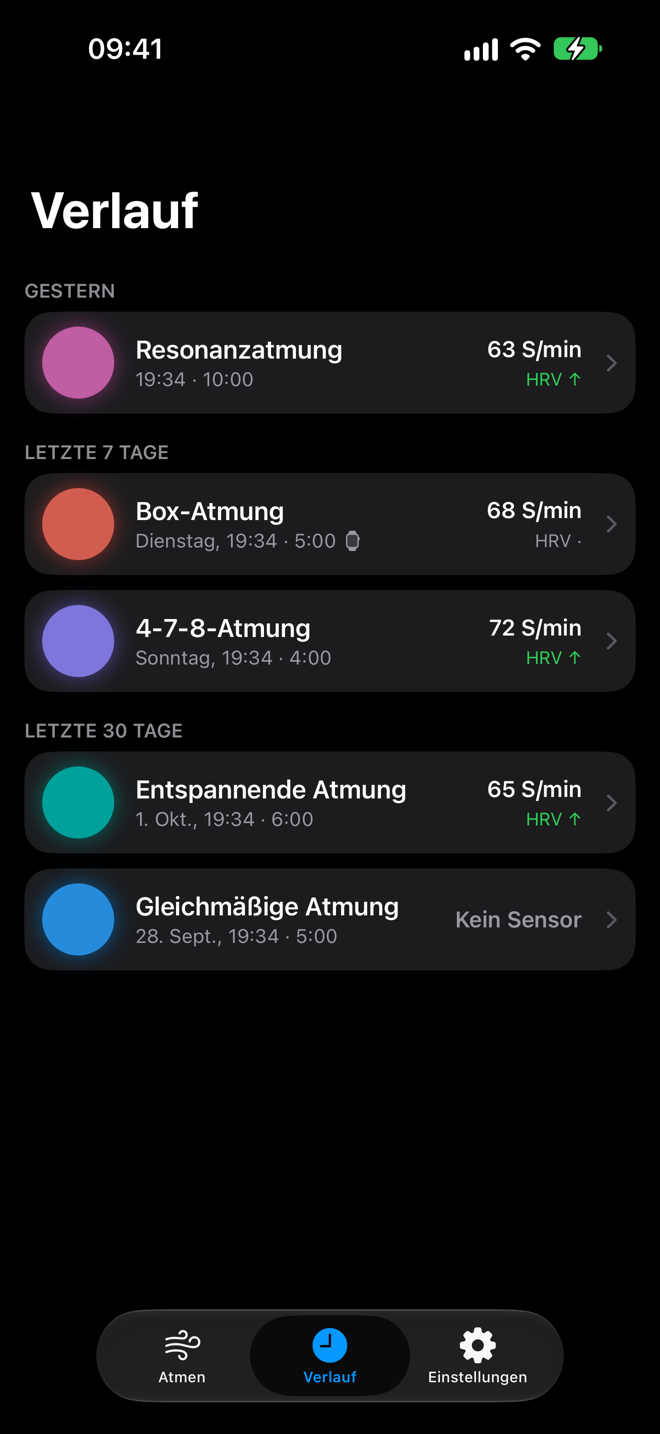 09:41
Verlauf
GESTERN
Resonanzatmung
63 S/min
19:34 · 10:00
HRV ↑
LETZTE 7 TAGE
Box-Atmung
68 S/min
Dienstag, 19:34 · 5:00
HRV ·
4-7-8-Atmung
72 S/min
Sonntag, 19:34 · 4:00
HRV ↑
LETZTE 30 TAGE
Entspannende Atmung
65 S/min
1. Okt., 19:34 · 6:00
HRV ↑
Gleichmäßige Atmung
Kein Sensor
28. Sept., 19:34 · 5:00
Atmen
Verlauf
Einstellungen